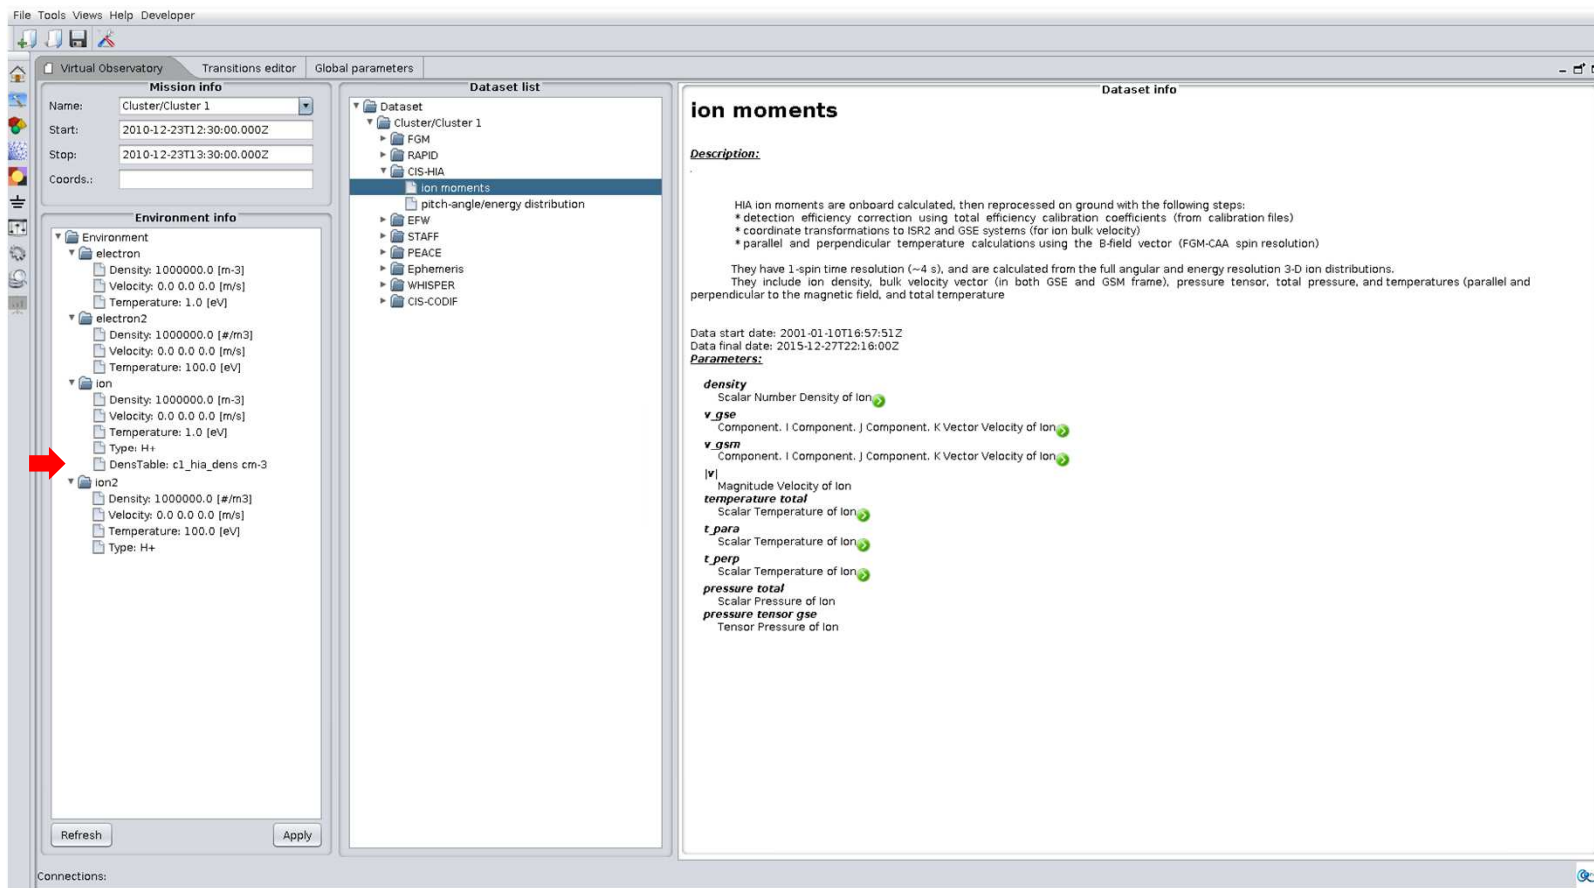 File Tools Views Help Developer
Virtual Observatory
Transitions editor
Global parameters
Mission info
Name:
Cluster/Cluster 1
Start:
2010-12-23T12:30:00.000Z
Stop:
2010-12-23T13:30:00.000Z
Coords.:
Environment info
Environment
electron
Density: 1000000.0 [m-3]
Velocity: 0.0 0.0 0.0 [m/s]
Temperature: 1.0 [eV]
electron2
Density: 1000000.0 [#/m3]
Velocity: 0.0 0.0 0.0 [m/s]
Temperature: 100.0 [eV]
ion
Density: 1000000.0 [m-3]
Velocity: 0.0 0.0 0.0 [m/s]
Temperature: 1.0 [eV]
Type: H+
DensTable: c1_hia_dens cm-3
ion2
Density: 1000000.0 [#/m3]
Velocity: 0.0 0.0 0.0 [m/s]
Temperature: 100.0 [eV]
Type: H+
Refresh
Apply
Dataset list
Dataset
Cluster/Cluster 1
FGM
RAPID
CIS-HIA
ion moments
pitch-angle/energy distribution
EFW
STAFF
PEACE
Ephemeris
WHISPER
CIS-CODIF
Dataset info
ion moments
Description:
.
HIA ion moments are onboard calculated, then reprocessed on ground with the following steps:
* detection efficiency correction using total efficiency calibration coefficients (from calibration files)
* coordinate transformations to ISR2 and GSE systems (for ion bulk velocity)
* parallel and perpendicular temperature calculations using the B-field vector (FGM-CAA spin resolution)
They have 1-spin time resolution (~4 s), and are calculated from the full angular and energy resolution 3-D ion distributions.
They include ion density, bulk velocity vector (in both GSE and GSM frame), pressure tensor, total pressure, and temperatures (parallel and
perpendicular to the magnetic field, and total temperature
Data start date: 2001-01-10T16:57:51Z
Data final date: 2015-12-27T22:16:00Z
Parameters:
density
Scalar Number Density of Ion
v_gse
Component. I Component. J Component. K Vector Velocity of Ion
v_gsm
Component. I Component. J Component. K Vector Velocity of Ion
|v|
Magnitude Velocity of Ion
temperature total
Scalar Temperature of Ion
t_para
Scalar Temperature of Ion
t_perp
Scalar Temperature of Ion
pressure total
Scalar Pressure of Ion
pressure tensor gse
Tensor Pressure of Ion
Connections: